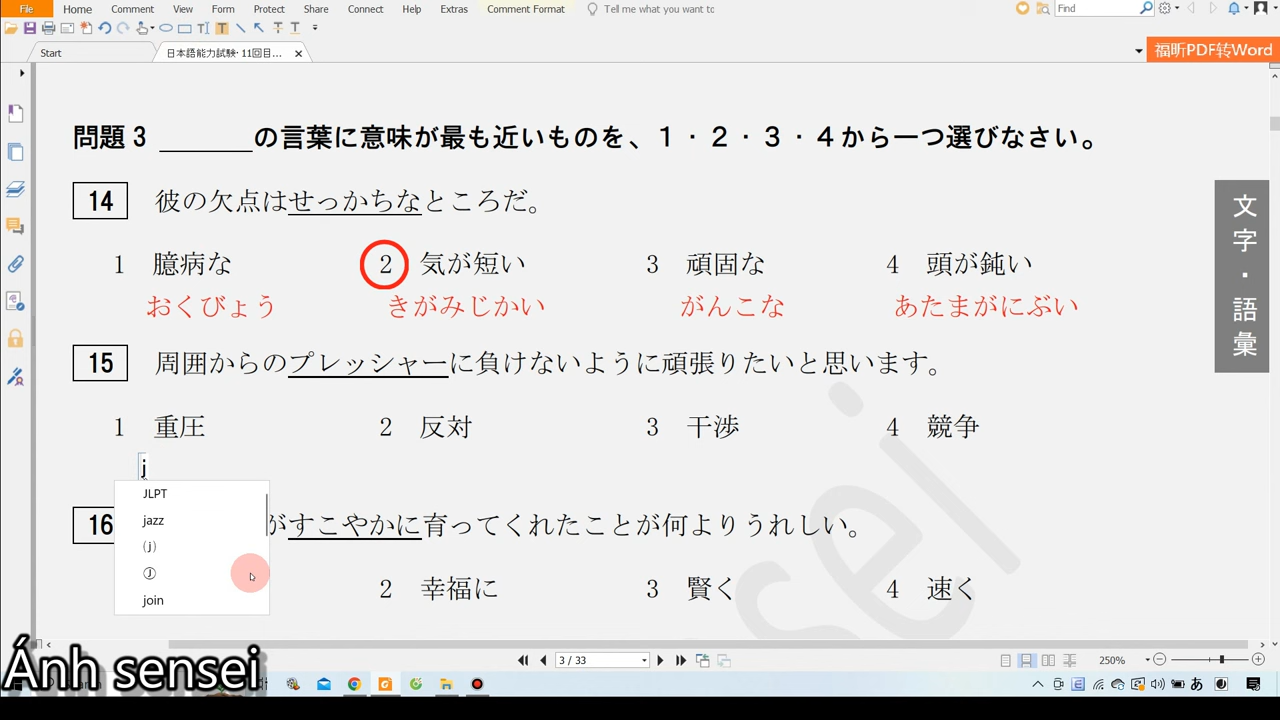 File Home Comment View Form Protect Share Connect Help Extras Comment Format Tell me what you want tc Find
Start 日本語能力試験· 11回目... 福昕PDF转Word
問題3 ______の言葉に意味が最も近いものを、1・2・3・4から一つ選びなさい。
14 彼の欠点はせっかちなところだ。
1 臆病な 2 気が短い 3 頑固な 4 頭が鈍い
おくびょう きがみじかい がんこな あたまがにぶい
文字・語彙
15 周囲からのプレッシャーに負けないように頑張りたいと思います。
1 重圧 2 反対 3 干渉 4 競争
j
JLPT
jazz
(j)
Ⓙ
join
16 がすこやかに育ってくれたことが何よりうれしい。
2 幸福に 3 賢く 4 速く
sei
Ánh sensei
3 / 33 250%
あ